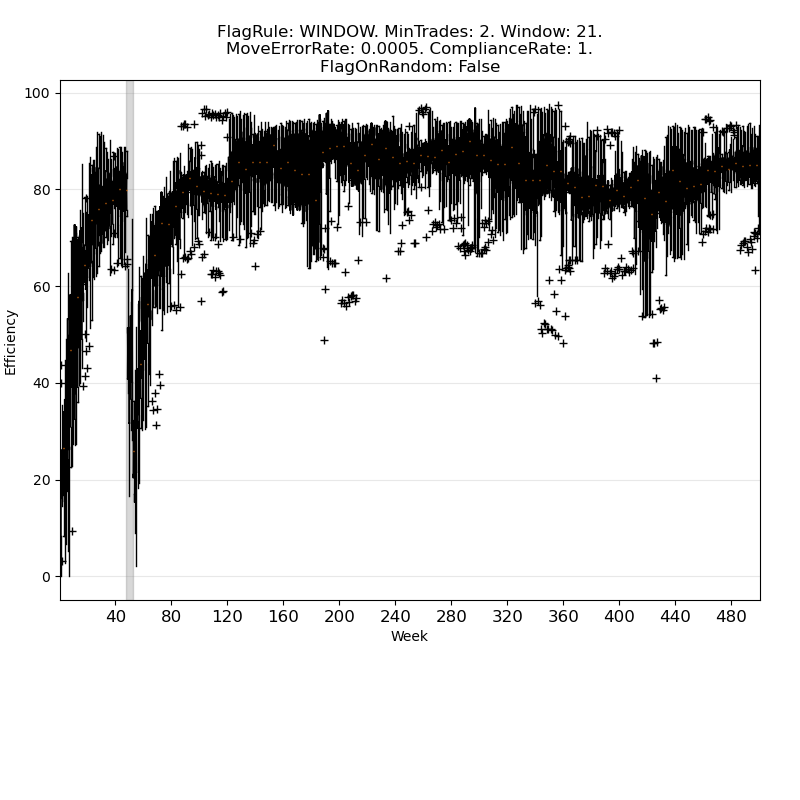 FlagRule: WINDOW. MinTrades: 2. Window: 21.
MoveErrorRate: 0.0005. ComplianceRate: 1.
FlagOnRandom: False
100
80
60
40
20
0
Efficiency
40 80 120 160 200 240 280 320 360 400 440 480
Week